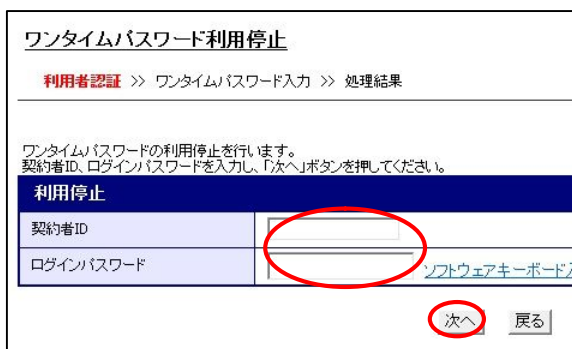 ワンタイムパスワード利用停止
利用者認証 >> ワンタイムパスワード入力 >> 処理結果
ワンタイムパスワードの利用停止を行います。
契約者ID、ログインパスワードを入力し、「次へ」ボタンを押してください。
利用停止
契約者ID
ログインパスワード
ソフトウェアキーボード入
次へ 戻る